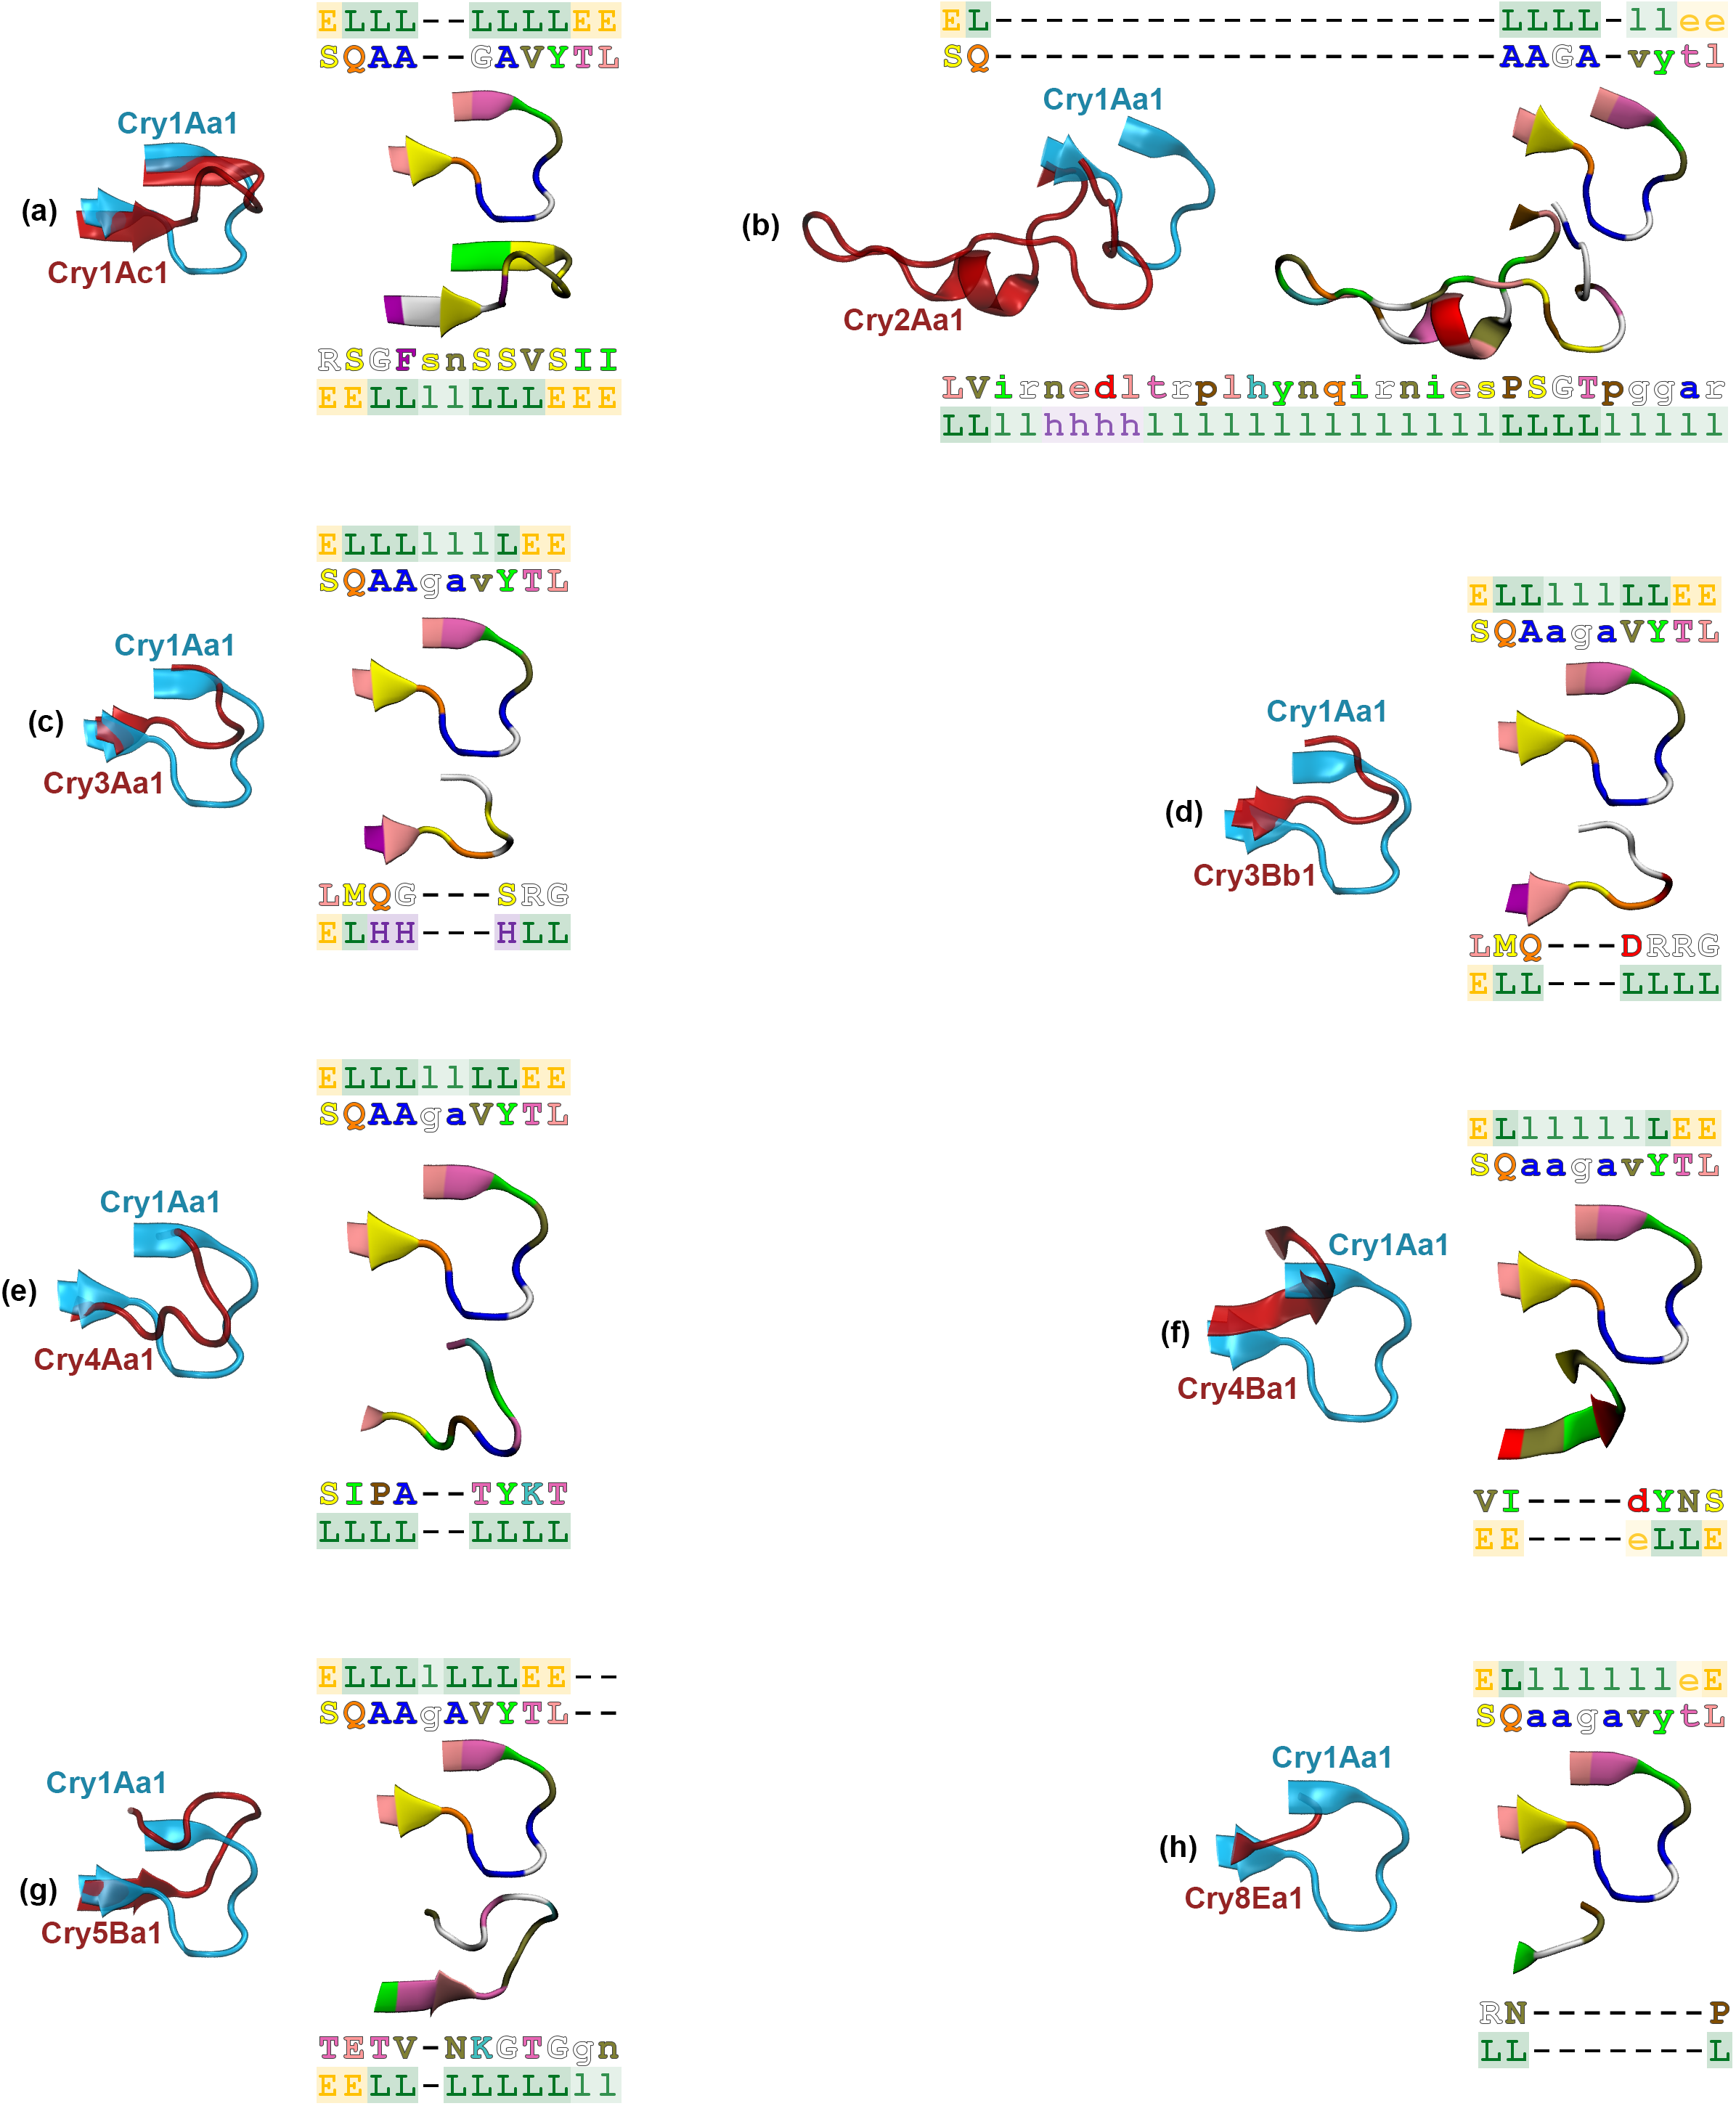 ELLL--LLLLEE
SQAA--GAVYTL
Cry1Aa1
(a)
Cry1Ac1
RSGFsnSSVSII
EELLllLLLEEE
EL--------------------LLLL-llee
SQ--------------------AAGA-vytl
Cry1Aa1
(b)
Cry2Aa1
LVirnedltrplhynqirniesPSGTpggar
LLllhhhhllllllllllllllLLLLlllll
ELLLlllLEE
SQAAgavYTL
Cry1Aa1
(c)
Cry3Aa1
LMQG---SRG
ELHH---HLL
ELLlllLLEE
SQAagaVYTL
Cry1Aa1
(d)
Cry3Bb1
LMQ---DRRG
ELL---LLLL
ELLLllLLEE
SQAAgaVYTL
Cry1Aa1
(e)
Cry4Aa1
SIPA--TYKT
LLLL--LLLL
ELlllllLEE
SQaagavYTL
Cry1Aa1
(f)
Cry4Ba1
VI----dYNS
EE----eLLE
ELLLlLLLEE--
SQAAgAVYTL--
Cry1Aa1
(g)
Cry5Ba1
TETV-NKGTGgn
EELL-LLLLLll
ELlllllleE
SQaagavytL
Cry1Aa1
(h)
Cry8Ea1
RN-------P
LL-------L